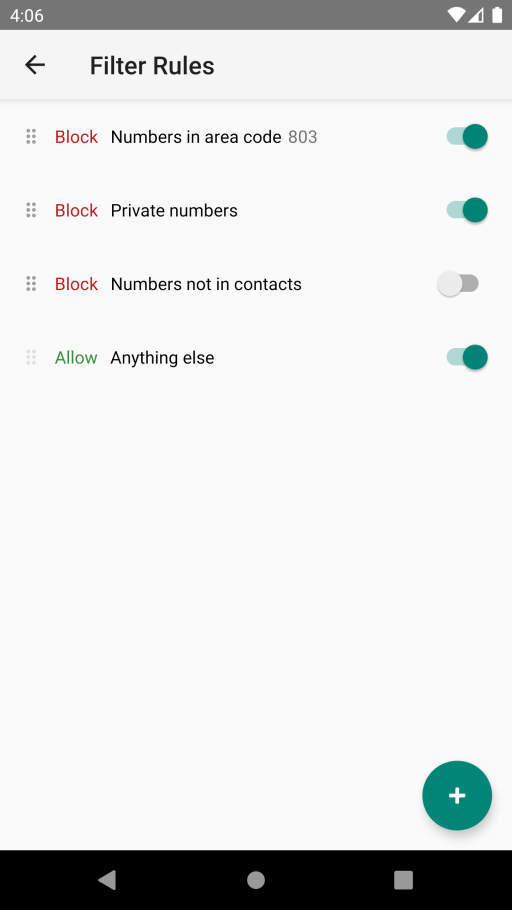 4:06
Filter Rules
Block Numbers in area code 803
Block Private numbers
Block Numbers not in contacts
Allow Anything else